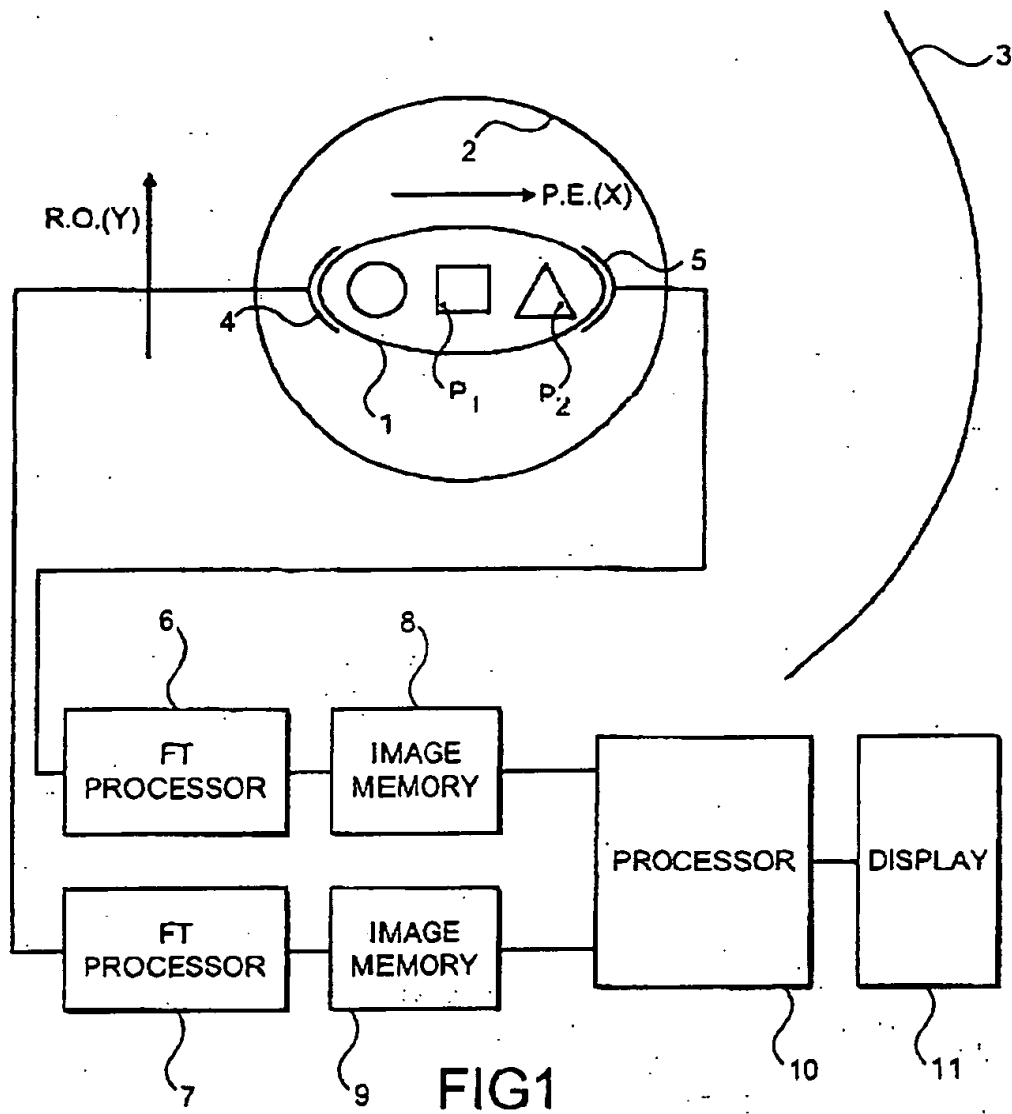 3
2
P.E.(X)
R.O.(Y)
5
4
1
P1
P2
6
8
FT
PROCESSOR
IMAGE
MEMORY
PROCESSOR
DISPLAY
FT
PROCESSOR
IMAGE
MEMORY
7
9
10
11
FIG1